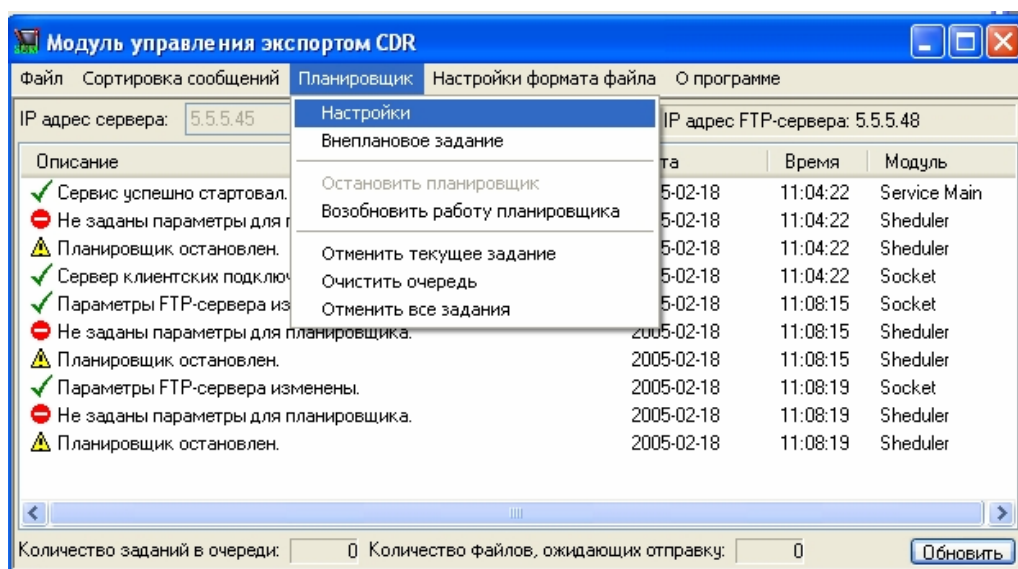 Модуль управления экспортом CDR
Файл Сортировка сообщений Планировщик Настройки формата файла О программе
IP адрес сервера: 5.5.5.45 IP адрес FTP-сервера: 5.5.5.48
Настройки
Внеплановое задание
Остановить планировщик
Возобновить работу планировщика
Отменить текущее задание
Очистить очередь
Отменить все задания
Описание Время Модуль
Сервис успешно стартовал. 11:04:22 Service Main
Не заданы параметры для 11:04:22 Sheduler
Планировщик остановлен. 11:04:22 Sheduler
Сервер клиентских 11:04:22 Socket
Параметры FTP-сервера 11:08:15 Socket
Не заданы параметры для планировщика. 2005-02-18 11:08:15 Sheduler
Планировщик остановлен. 2005-02-18 11:08:15 Sheduler
Параметры FTP-сервера изменены. 2005-02-18 11:08:19 Socket
Не заданы параметры для планировщика. 2005-02-18 11:08:19 Sheduler
Планировщик остановлен. 2005-02-18 11:08:19 Sheduler
Количество заданий в очереди: 0 Количество файлов, ожидающих отправку: 0 Обновить